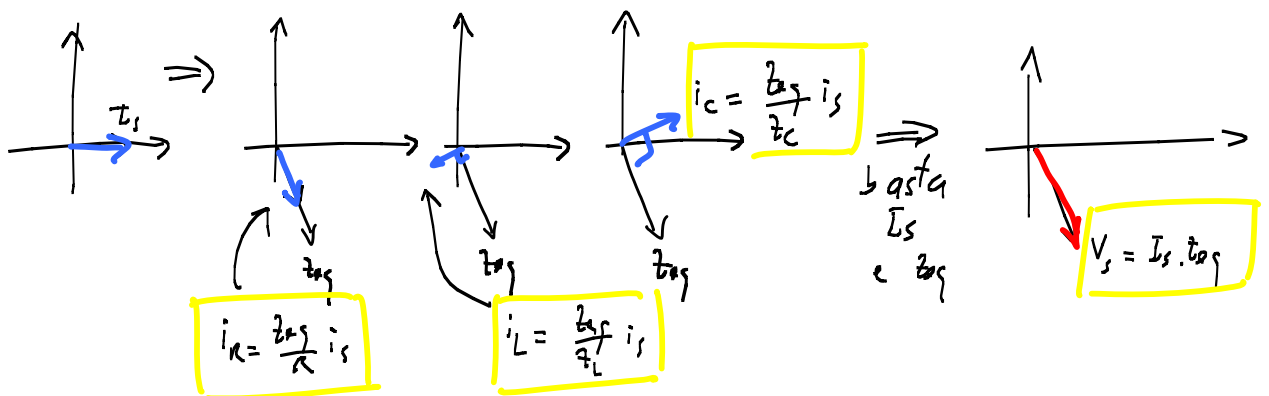 Is
⇒
iR = Zeq/R is
Zeq
iL = Zeq/ZL is
Zeq
iC = Zeq/ZC is
Zeq
⇒
basta
Is
e Zeq
Vs = Is.Zeq